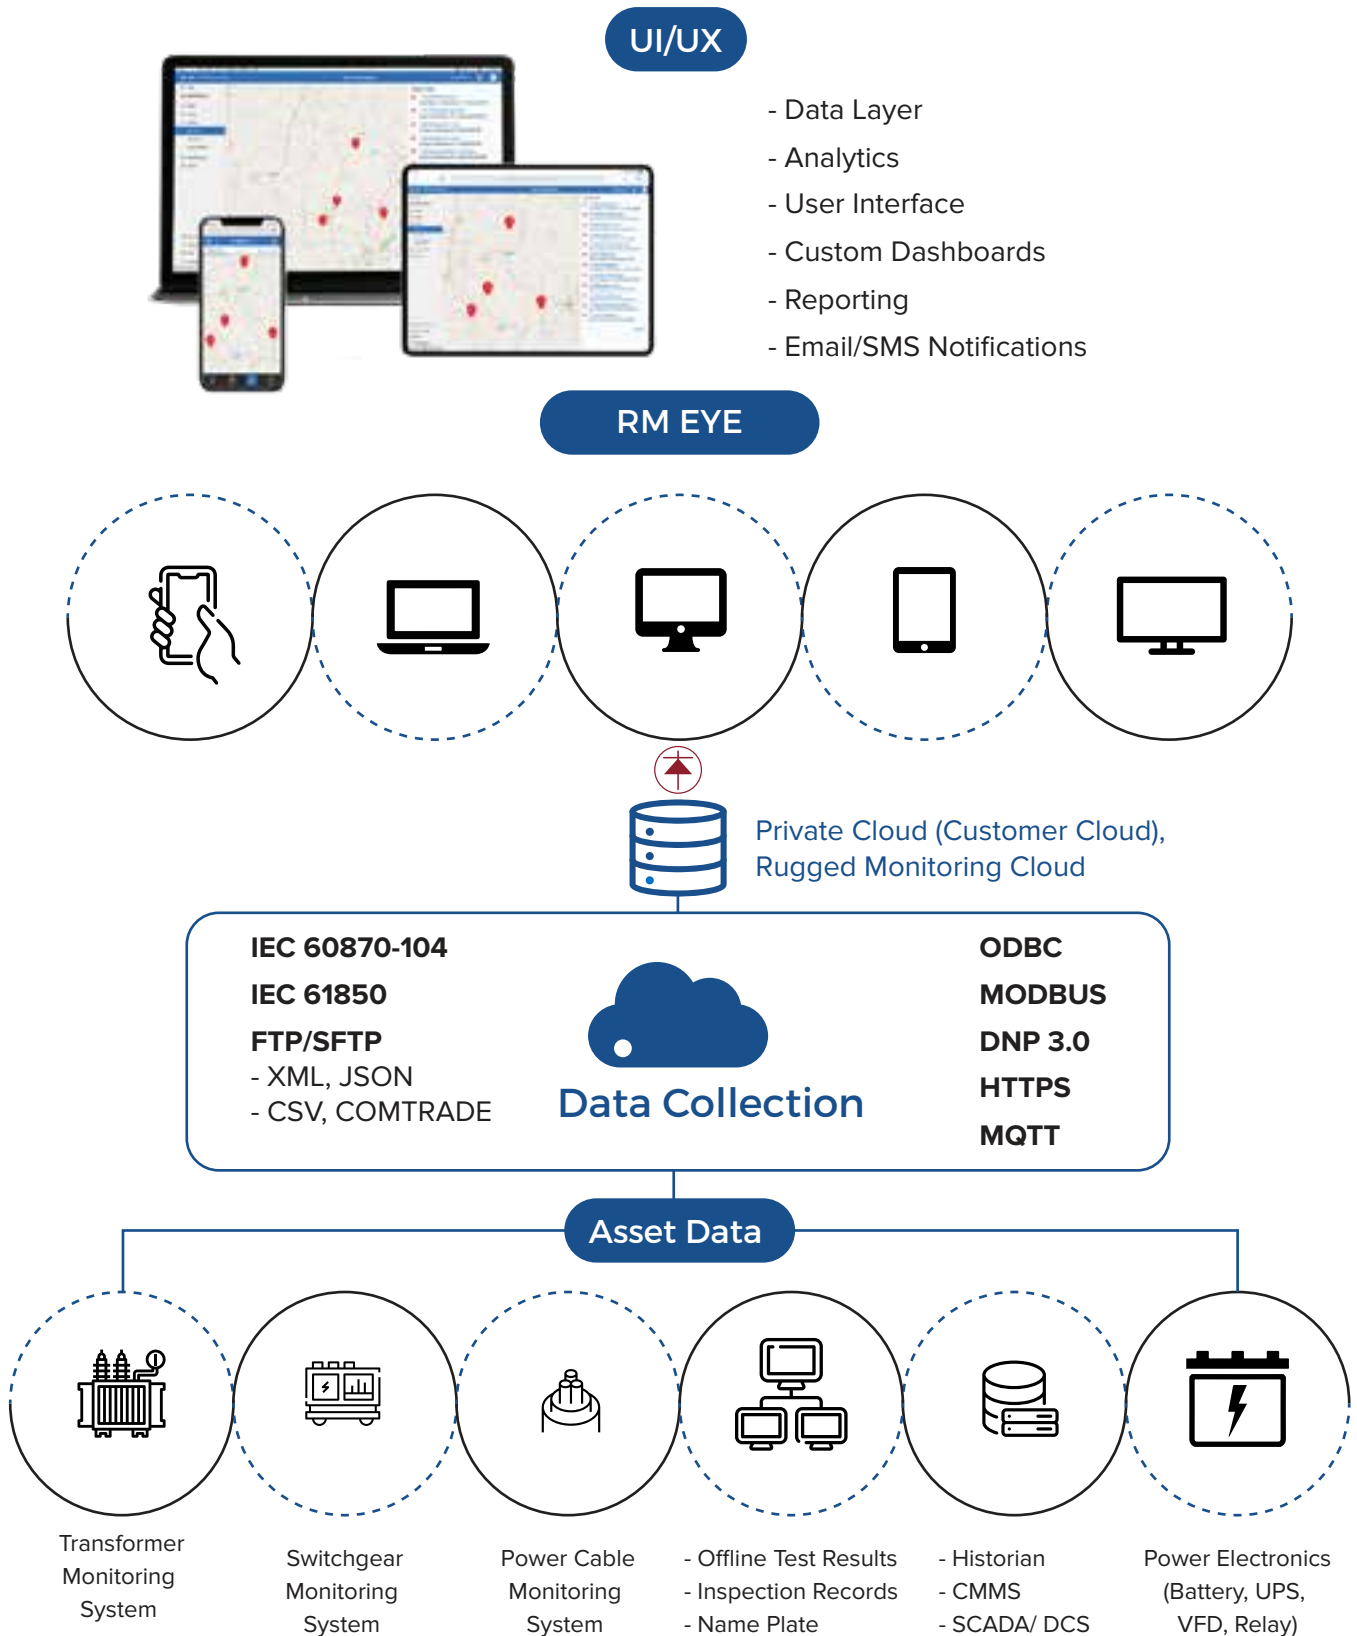 UI/UX
- Data Layer
- Analytics
- User Interface
- Custom Dashboards
- Reporting
- Email/SMS Notifications
RM EYE
Private Cloud (Customer Cloud),
Rugged Monitoring Cloud
IEC 60870-104
IEC 61850
FTP/SFTP
- XML, JSON
- CSV, COMTRADE
Data Collection
ODBC
MODBUS
DNP 3.0
HTTPS
MQTT
Asset Data
Transformer
Monitoring
System
Switchgear
Monitoring
System
Power Cable
Monitoring
System
- Offline Test Results
- Inspection Records
- Name Plate
- Historian
- CMMS
- SCADA/ DCS
Power Electronics
(Battery, UPS,
VFD, Relay)